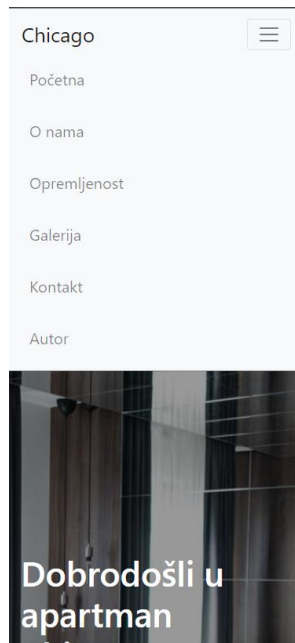 Chicago
Početna
O nama
Opremljenost
Galerija
Kontakt
Autor
Dobrodošli u
apartman